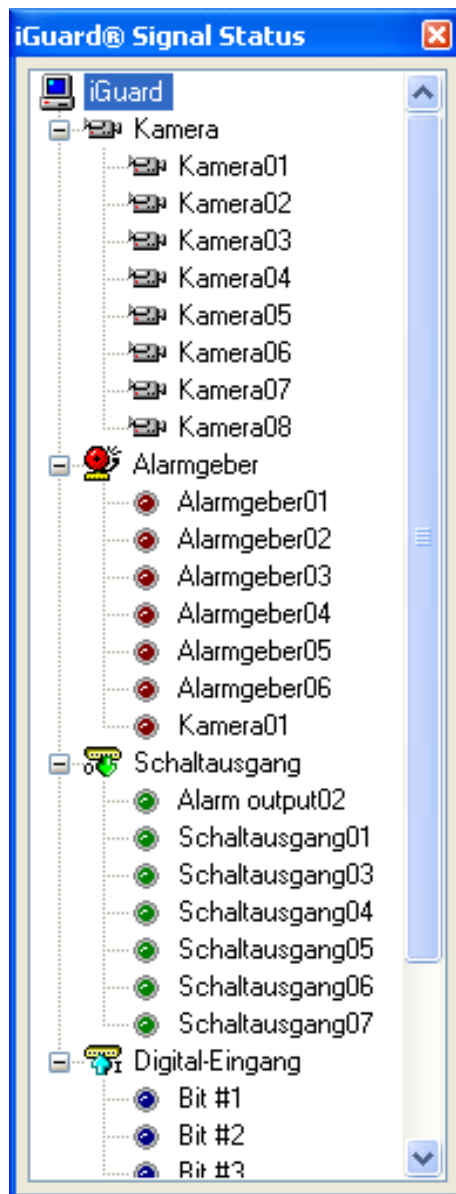 iGuard® Signal Status
iGuard
Kamera
Kamera01
Kamera02
Kamera03
Kamera04
Kamera05
Kamera06
Kamera07
Kamera08
Alarmgeber
Alarmgeber01
Alarmgeber02
Alarmgeber03
Alarmgeber04
Alarmgeber05
Alarmgeber06
Kamera01
Schaltausgang
Alarm output02
Schaltausgang01
Schaltausgang03
Schaltausgang04
Schaltausgang05
Schaltausgang06
Schaltausgang07
Digital-Eingang
Bit #1
Bit #2
Bit #3